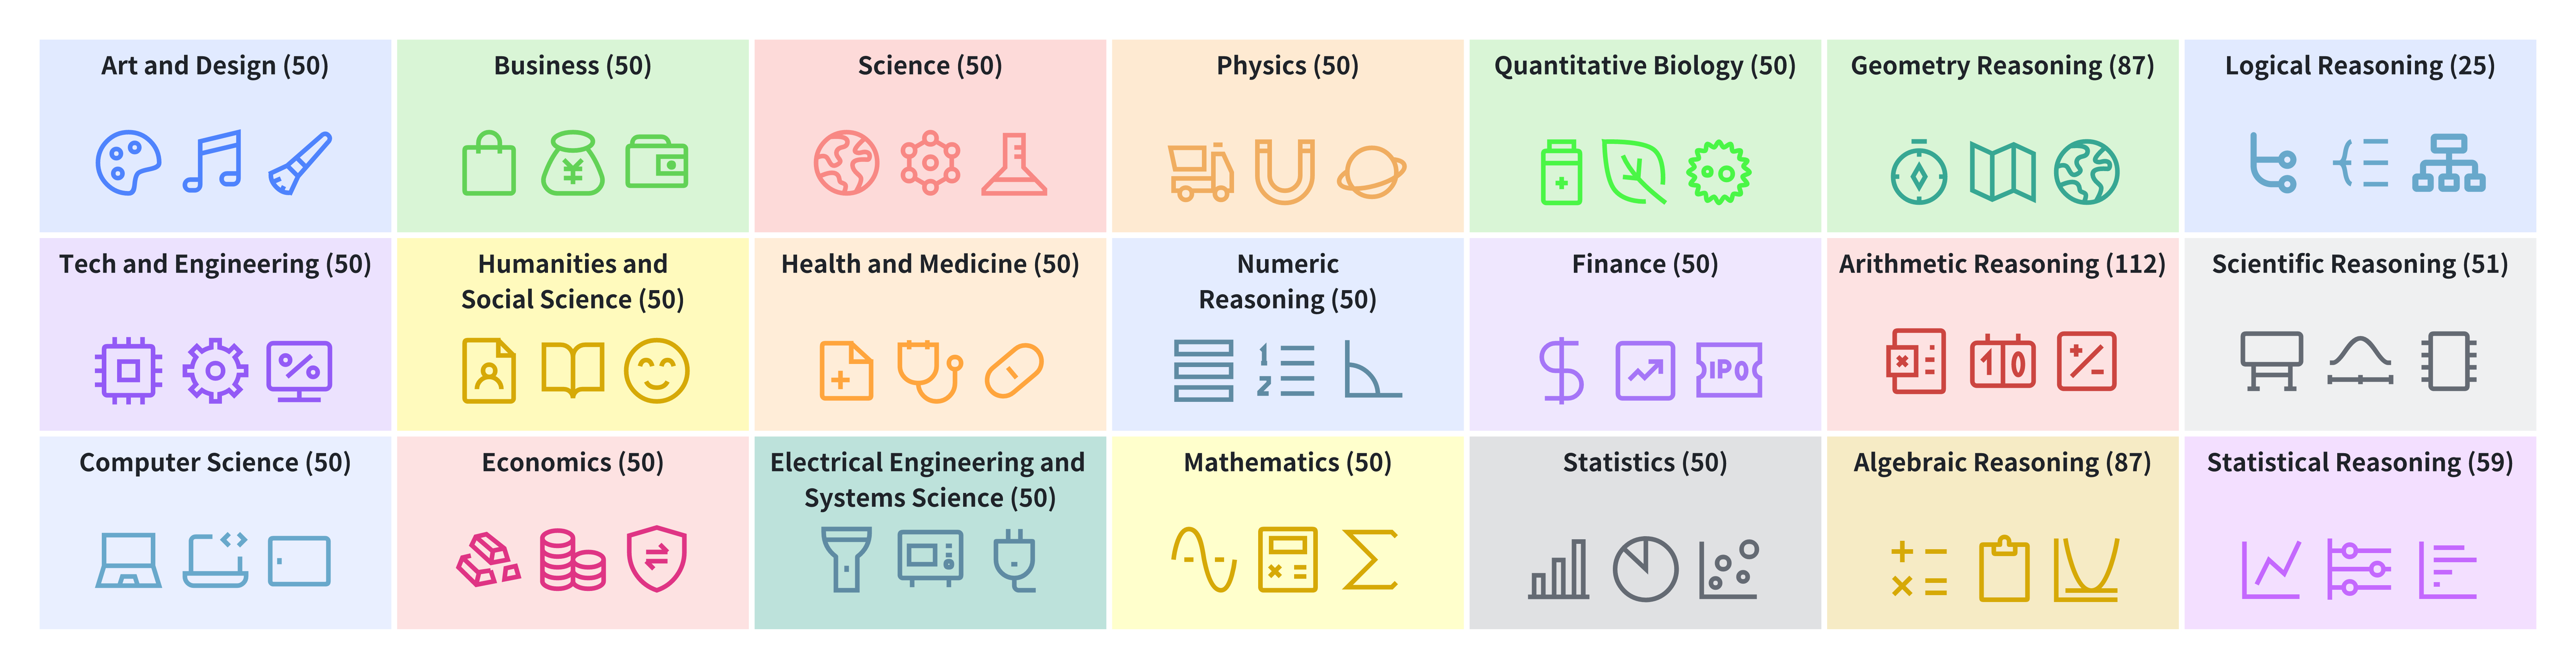 Art and Design (50)
Business (50)
Science (50)
Physics (50)
Quantitative Biology (50)
Geometry Reasoning (87)
Logical Reasoning (25)
Tech and Engineering (50)
Humanities and
Social Science (50)
Health and Medicine (50)
Numeric
Reasoning (50)
1
2
Finance (50)
IPO
Arithmetic Reasoning (112)
10
Scientific Reasoning (51)
Computer Science (50)
Economics (50)
Electrical Engineering and
Systems Science (50)
Mathematics (50)
Statistics (50)
Algebraic Reasoning (87)
Statistical Reasoning (59)